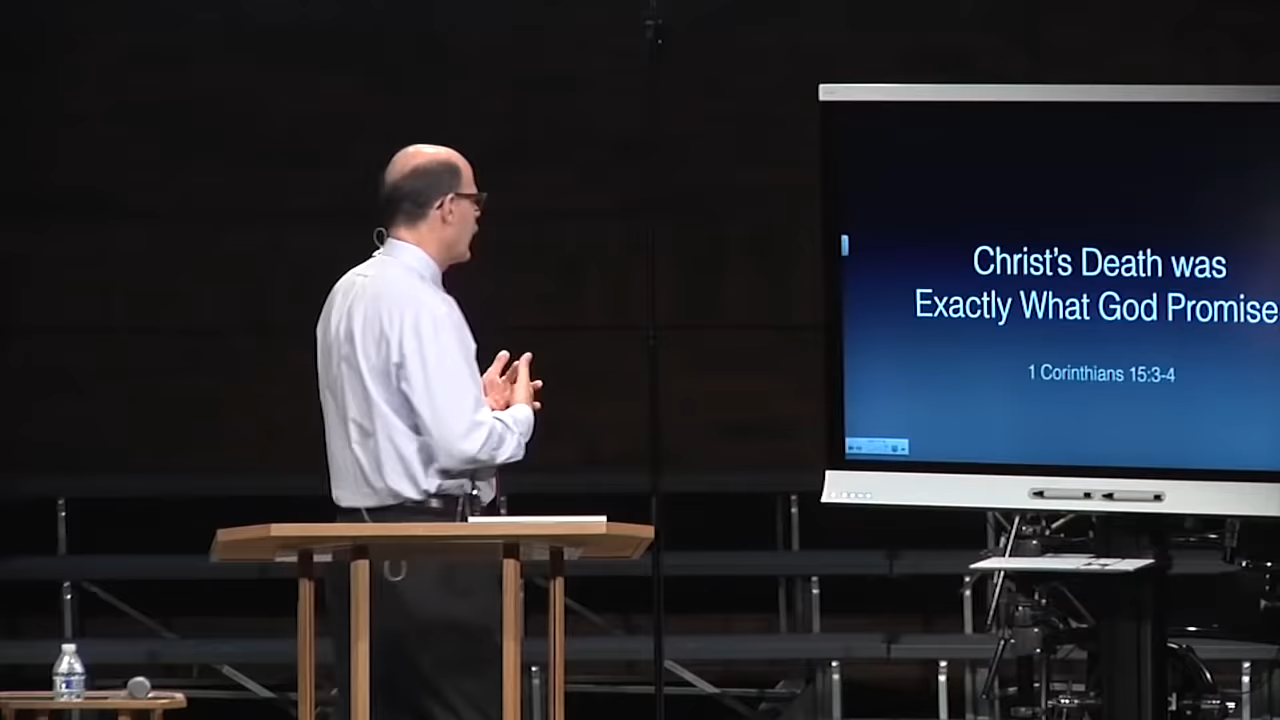 Christ's Death was
Exactly What God Promise
1 Corinthians 15:3-4